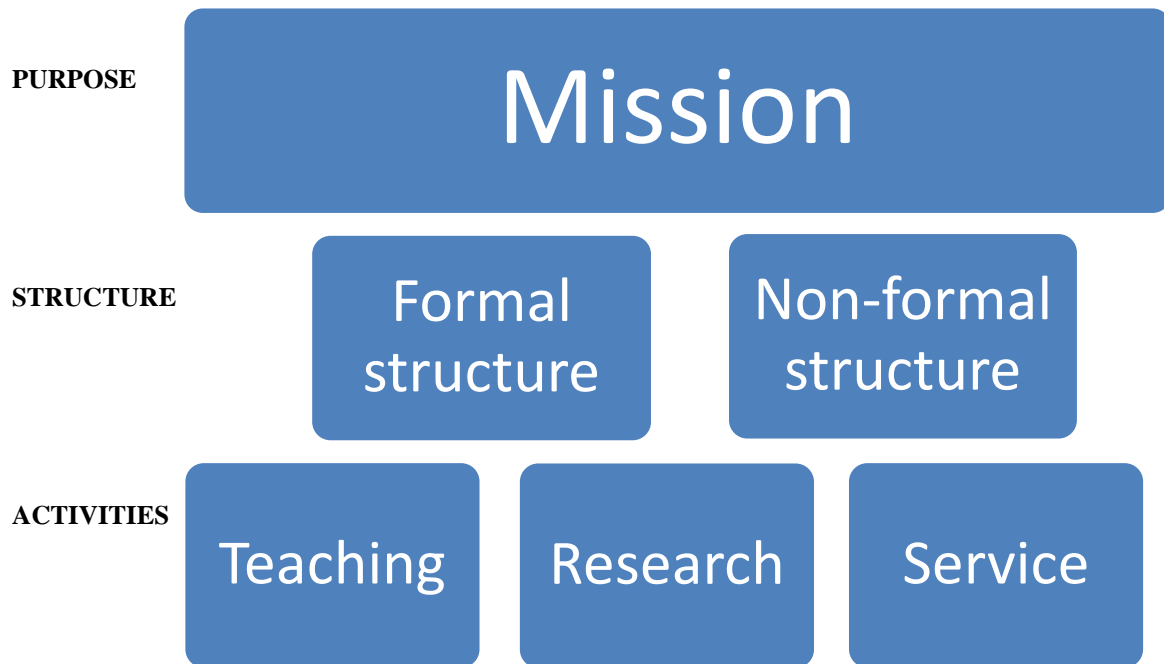 PURPOSE
Mission
STRUCTURE
Formal
structure
Non-formal
structure
ACTIVITIES
Teaching
Research
Service